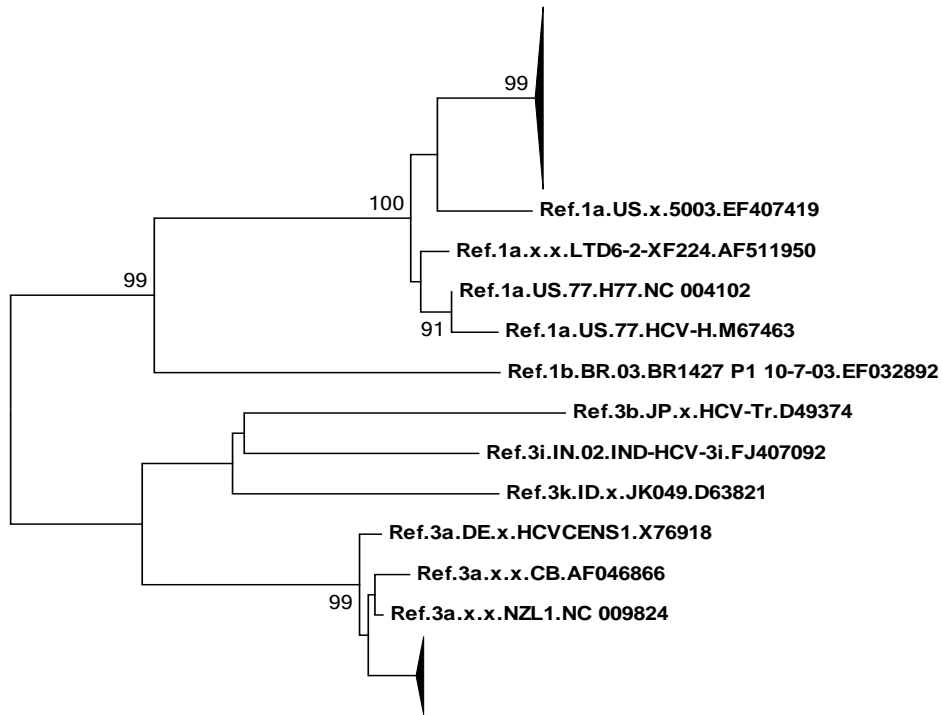 99
Ref.1a.US.x.5003.EF407419
100
Ref.1a.x.x.LTD6-2-XF224.AF511950
99
Ref.1a.US.77.H77.NC 004102
91
Ref.1a.US.77.HCV-H.M67463
Ref.1b.BR.03.BR1427 P1 10-7-03.EF032892
Ref.3b.JP.x.HCV-Tr.D49374
Ref.3i.IN.02.IND-HCV-3i.FJ407092
Ref.3k.ID.x.JK049.D63821
Ref.3a.DE.x.HCVCENS1.X76918
Ref.3a.x.x.CB.AF046866
99
Ref.3a.x.x.NZL1.NC 009824